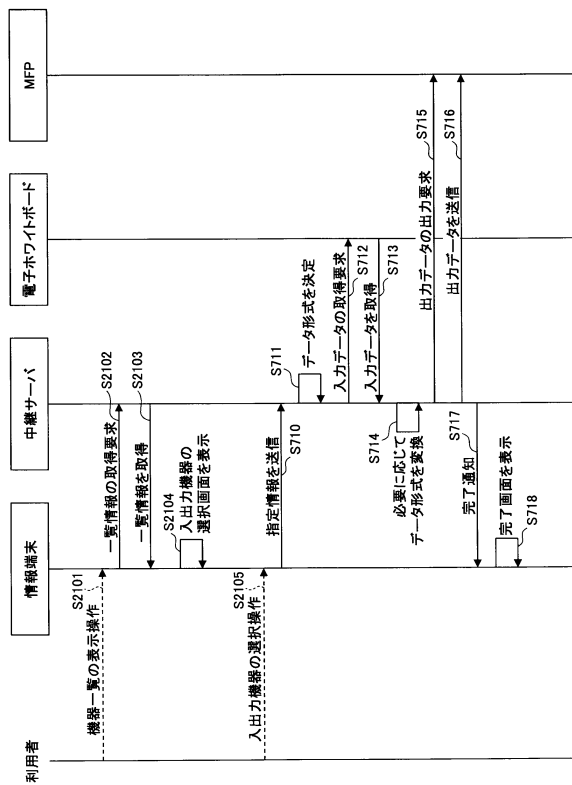 利用者
情報端末
中継サーバ
電子ホワイトボード
MFP
機器一覧の表示操作
S2101
一覧情報の取得要求
S2102
一覧情報を取得
S2103
S2104
入出力機器の
選択画面を表示
入出力機器の選択操作
S2105
指定情報を送信
S710
S711
データ形式を決定
入力データの取得要求
S712
入力データを取得
S713
S714
必要に応じて
データ形式を変換
出力データの出力要求
S715
出力データを送信
S716
完了通知
S717
完了画面を表示
S718